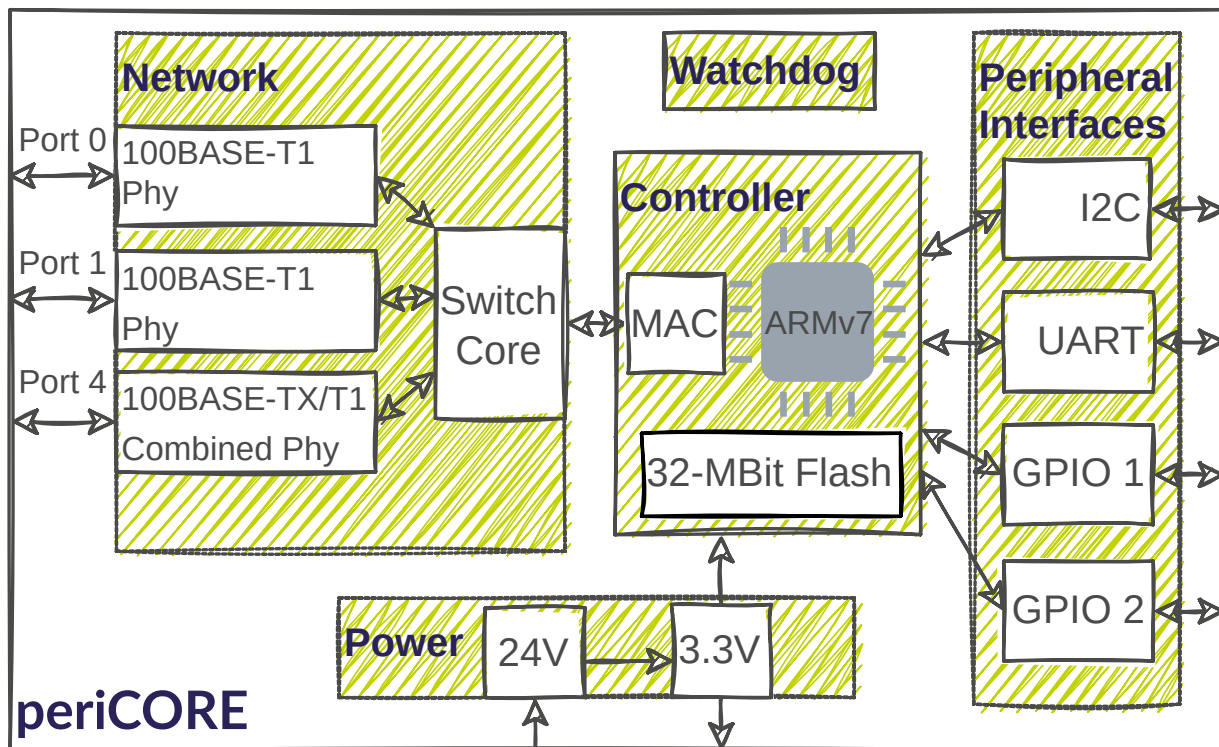 Network
Port 0
100BASE-T1
Phy
Port 1
100BASE-T1
Phy
Port 4
100BASE-TX/T1
Combined Phy
Switch
Core
Watchdog
Controller
MAC
ARMv7
32-MBit Flash
Peripheral
Interfaces
I2C
UART
GPIO 1
GPIO 2
Power
24V
3.3V
periCORE